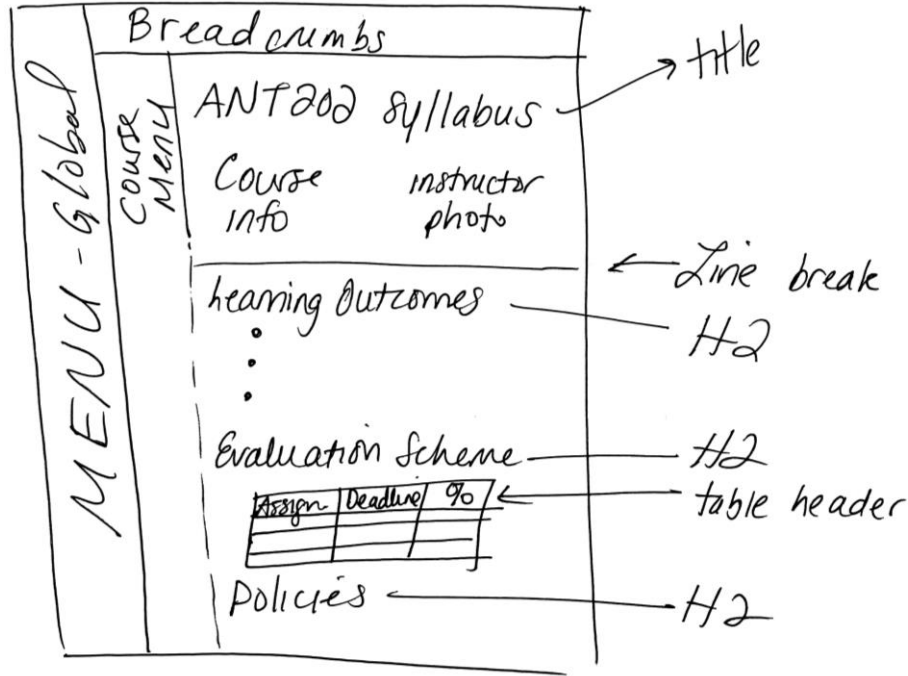 Breadcrumbs
MENU - Global
Course
Menu
ANT202 Syllabus
title
Course
info
instructor
photo
Line break
Learning Outcomes
H2
Evaluation Scheme
H2
Assign Deadline %
table header
Policies
H2